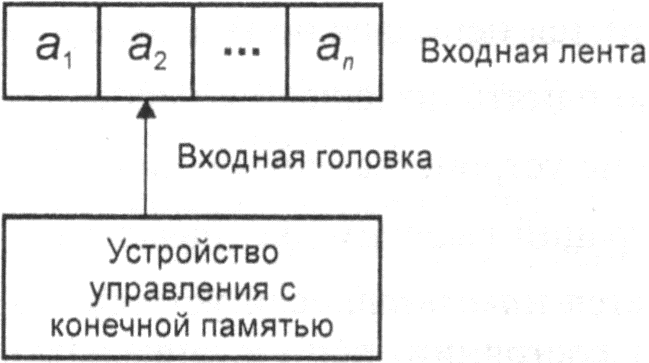 a1 a2 ... an Входная лента
Входная головка
Устройство
управления с
конечной памятью